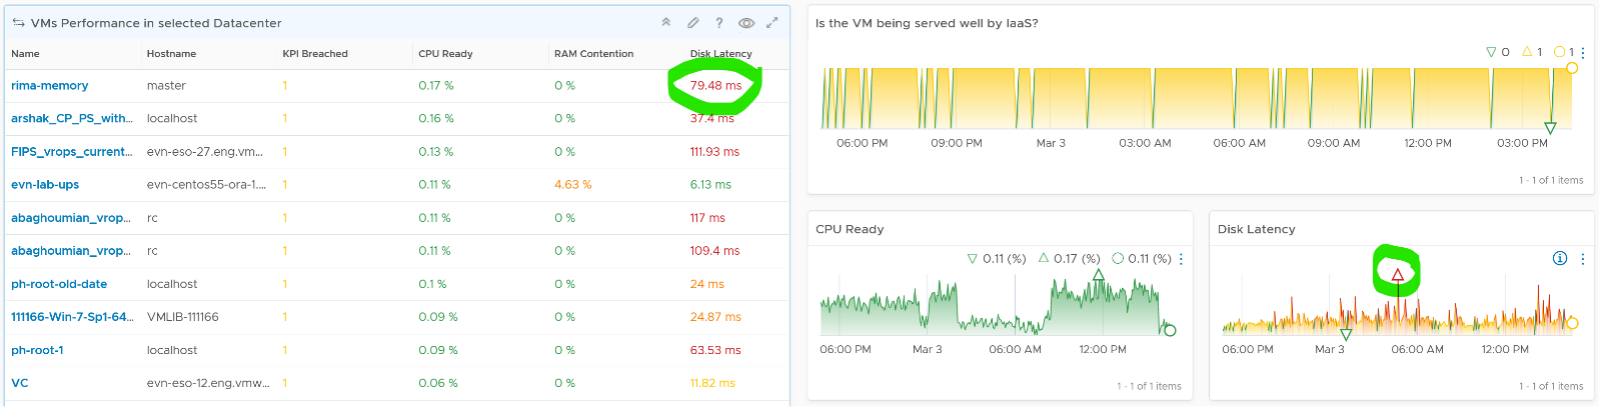 VMs Performance in selected Datacenter
Name Hostname KPI Breached CPU Ready RAM Contention Disk Latency
rima-memory master 1 0.17 % 0 % 79.48 ms
arshak_CP_PS_with... localhost 1 0.16 % 0 % 37.4 ms
FIPS_vrops_current... evn-eso-27.eng.vm... 1 0.13 % 0 % 111.93 ms
evn-lab-ups evn-centos55-ora-1.... 1 0.11 % 4.63 % 6.13 ms
abaghoumian_vrop... rc 1 0.11 % 0 % 117 ms
abaghoumian_vrop... rc 1 0.11 % 0 % 109.4 ms
ph-root-old-date localhost 1 0.1 % 0 % 24 ms
111166-Win-7-Sp1-64... VMLIB-111166 1 0.09 % 0 % 24.87 ms
ph-root-1 localhost 1 0.09 % 0 % 63.53 ms
VC evn-eso-12.eng.vmw... 1 0.06 % 0 % 11.82 ms
Is the VM being served well by IaaS?
0 1 1
06:00 PM 09:00 PM Mar 3 03:00 AM 06:00 AM 09:00 AM 12:00 PM 03:00 PM
1 - 1 of 1 items
CPU Ready
0.11 (%) 0.17 (%) 0.11 (%)
06:00 PM Mar 3 06:00 AM 12:00 PM
1 - 1 of 1 items
Disk Latency
06:00 PM Mar 3 06:00 AM 12:00 PM
1 - 1 of 1 items